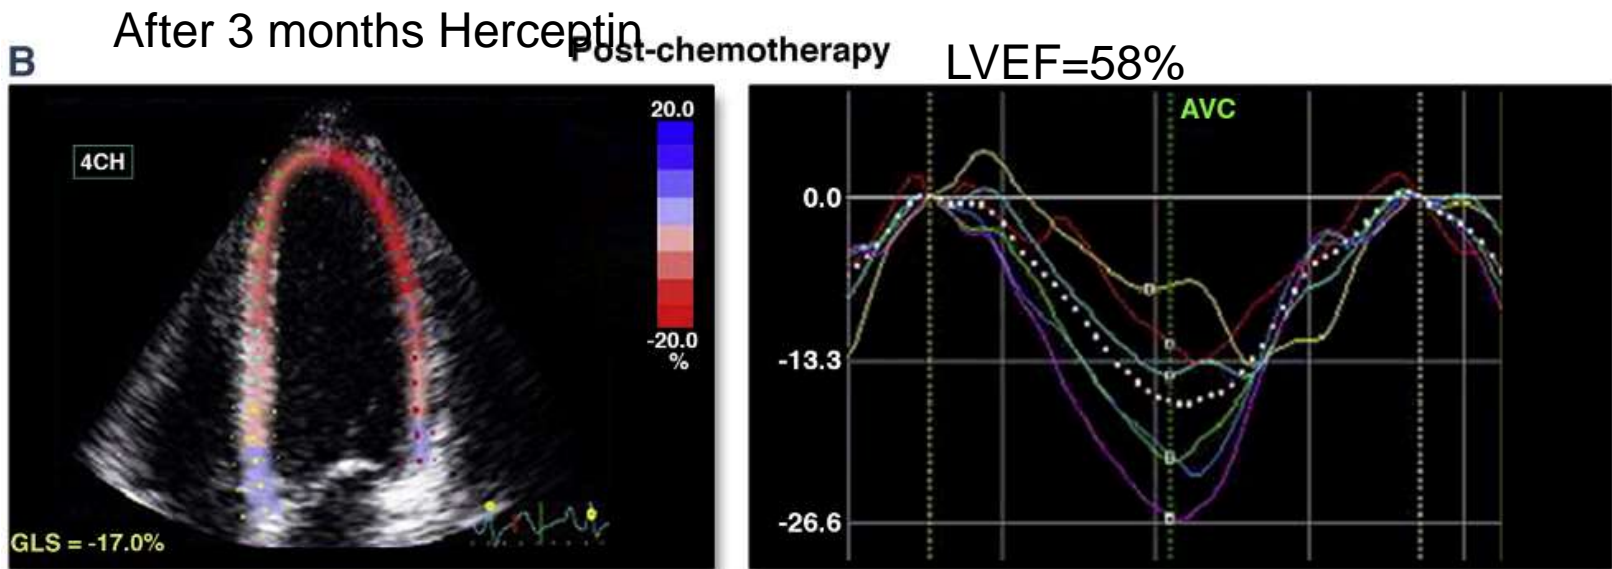 After 3 months Herceptin
B
Post-chemotherapy
LVEF=58%
4CH
20.0
-20.0
%
GLS = -17.0%
AVC
0.0
-13.3
-26.6